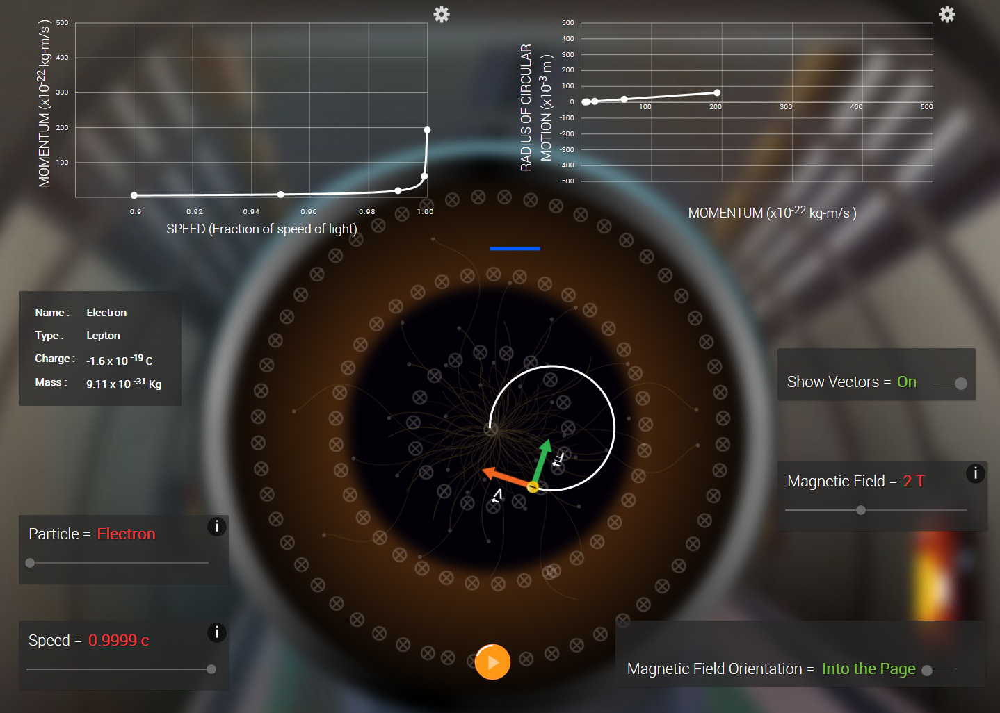 MOMENTUM (x10-22 kg-m/s )
500
400
300
200
100
0.9 0.92 0.94 0.96 0.98 1.00
SPEED (Fraction of speed of light)
RADIUS OF CIRCULAR
MOTION (x10-3 m )
500
400
300
200
100
0
-100
-200
-300
-400
-500
100 200 300 400 500
MOMENTUM (x10-22 kg-m/s )
Name : Electron
Type : Lepton
Charge : -1.6 x 10 -19 C
Mass : 9.11 x 10 -31 Kg
F
V
Show Vectors = On
i
Magnetic Field = 2 T
i
Particle = Electron
i
Speed = 0.9999 c
Magnetic Field Orientation = Into the Page